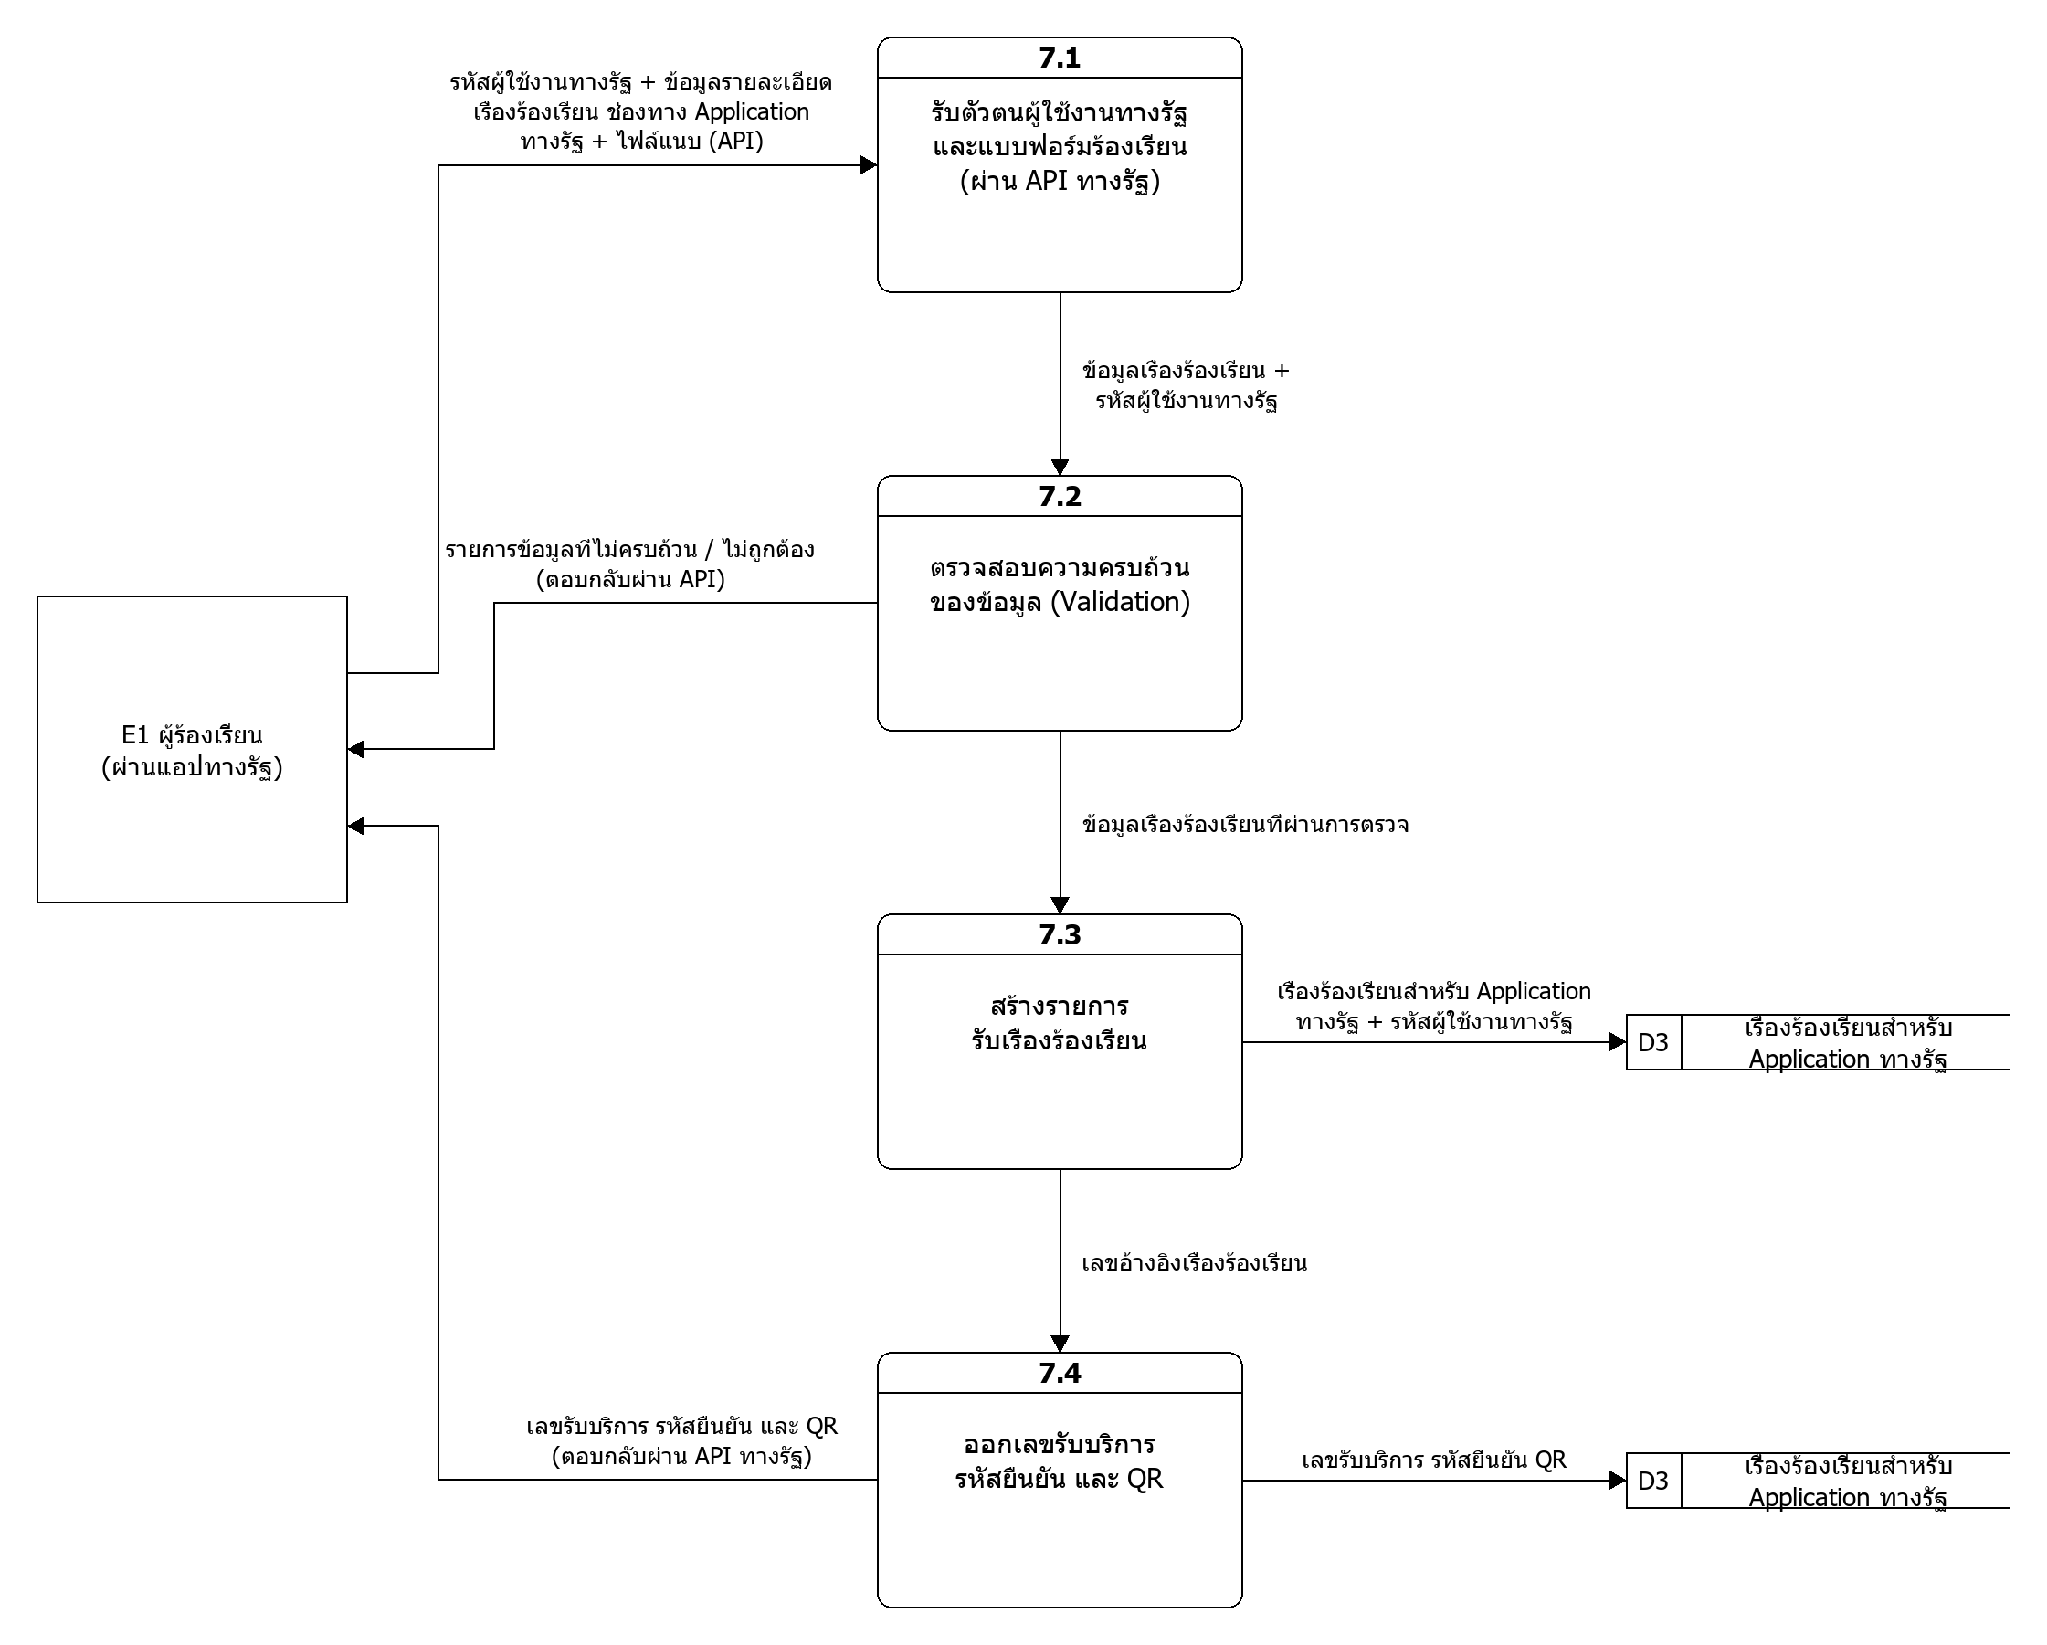 7.1
รับตัวตนผู้ใช้งานทางรัฐ
และแบบฟอร์มร้องเรียน
(ผ่าน API ทางรัฐ)
รหัสผู้ใช้งานทางรัฐ + ข้อมูลรายละเอียด
เรื่องร้องเรียน ช่องทาง Application
ทางรัฐ + ไฟล์แนบ (API)
ข้อมูลเรื่องร้องเรียน +
รหัสผู้ใช้งานทางรัฐ
7.2
ตรวจสอบความครบถ้วน
ของข้อมูล (Validation)
รายการข้อมูลที่ไม่ครบถ้วน / ไม่ถูกต้อง
(ตอบกลับผ่าน API)
E1 ผู้ร้องเรียน
(ผ่านแอปทางรัฐ)
ข้อมูลเรื่องร้องเรียนที่ผ่านการตรวจ
7.3
สร้างรายการ
รับเรื่องร้องเรียน
เรื่องร้องเรียนสำหรับ Application
ทางรัฐ + รหัสผู้ใช้งานทางรัฐ
D3
เรื่องร้องเรียนสำหรับ
Application ทางรัฐ
เลขอ้างอิงเรื่องร้องเรียน
7.4
ออกเลขรับบริการ
รหัสยืนยัน และ QR
เลขรับบริการ รหัสยืนยัน และ QR
(ตอบกลับผ่าน API ทางรัฐ)
เลขรับบริการ รหัสยืนยัน QR
D3
เรื่องร้องเรียนสำหรับ
Application ทางรัฐ